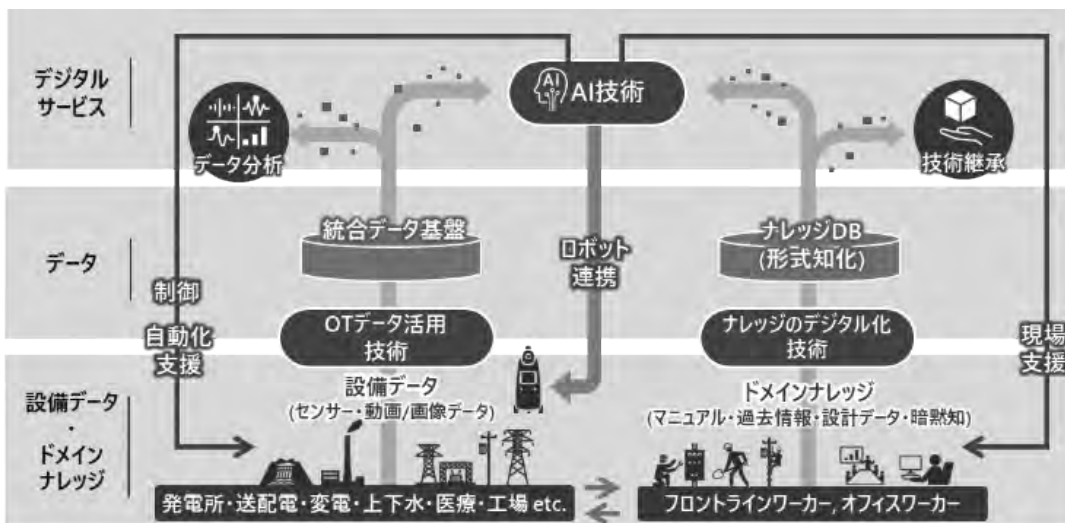 デジタル
サービス
AI
AI技術
データ分析
技術継承
データ
統合データ基盤
ロボット
連携
ナレッジDB
(形式知化)
制御
自動化
支援
OTデータ活用
技術
ナレッジのデジタル化
技術
現場
支援
設備データ
・
ドメイン
ナレッジ
設備データ
(センサー・動画/画像データ)
ドメインナレッジ
(マニュアル・過去情報・設計データ・暗黙知)
発電所・送配電・変電・上下水・医療・工場 etc.
フロントラインワーカー, オフィスワーカー